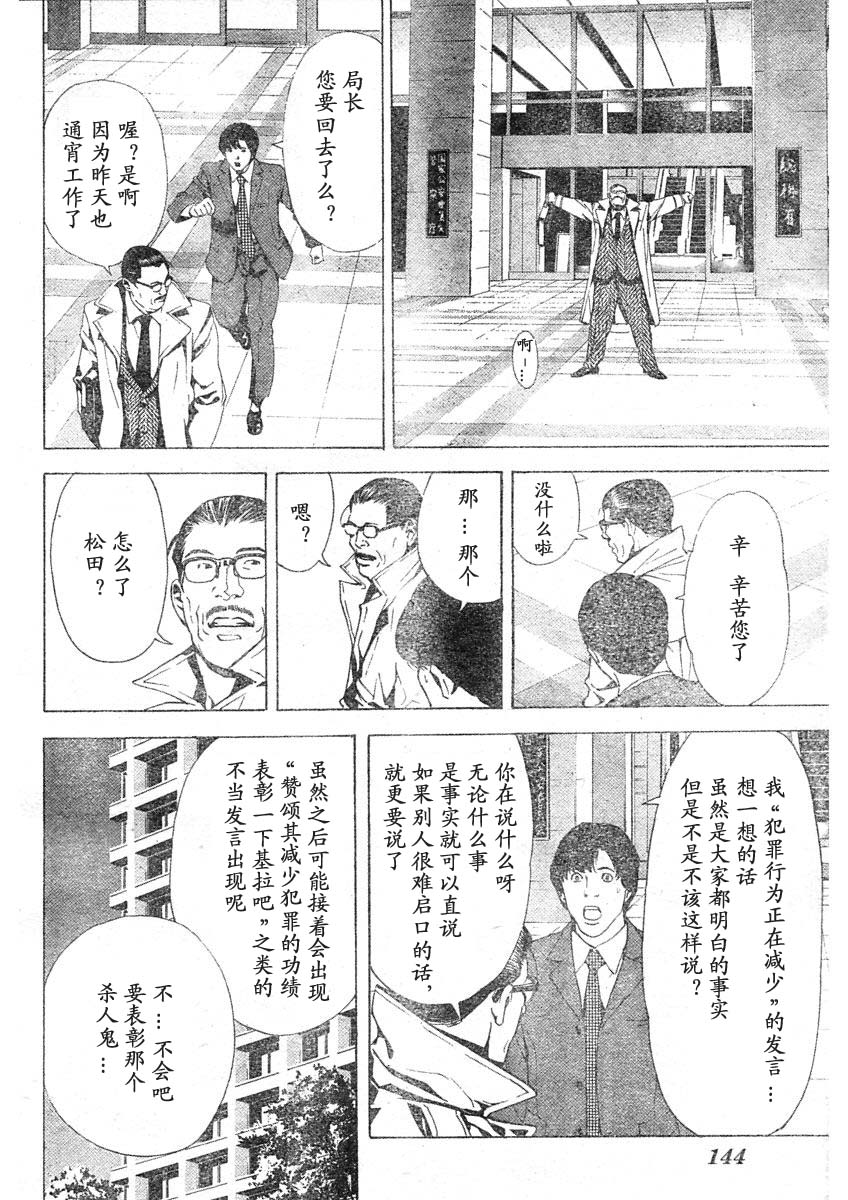 啊—…
局长
您要回去了么？
喔？是啊
因为昨天也
通宵工作了
辛 辛苦您了
没什么啦
那…那个
嗯？
怎么了
松田？
我“犯罪行为正在减少”的发言…
想一想的话
虽然是大家都明白的事实
但是不是不该这样说？
你在说什么呀
无论什么事
是事实就可以直说
如果别人很难启口的话，
就更要说了
虽然之后可能接着会出现
“赞颂其减少犯罪的功绩
表彰一下基拉吧”之类的
不当发言出现呢
不…不会吧
要表彰那个
杀人鬼…
144